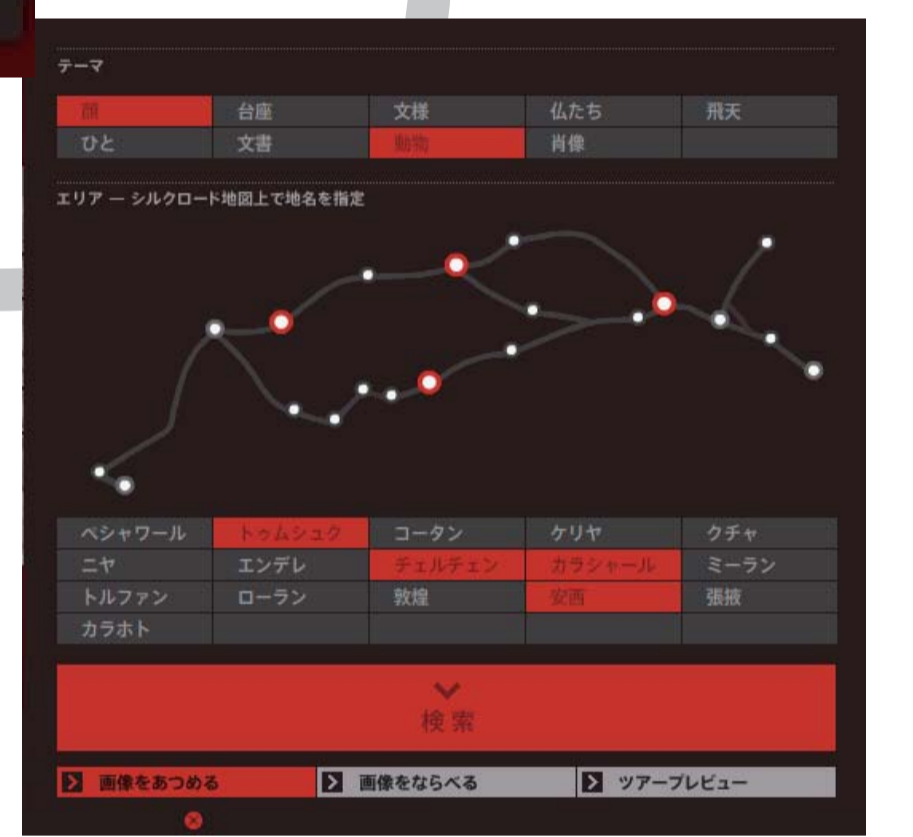 テーマ
顔 台座 文様 仏たち 飛天
ひと 文書 動物 肖像
エリア — シルクロード地図上で地名を指定
ペシャワール トゥムシュク コータン ケリヤ クチャ
ニヤ エンデレ チェルチェン カラシャール ミーラン
トルファン ローラン 敦煌 安西 張掖
カラホト
検索
画像をあつめる 画像をならべる ツアープレビュー